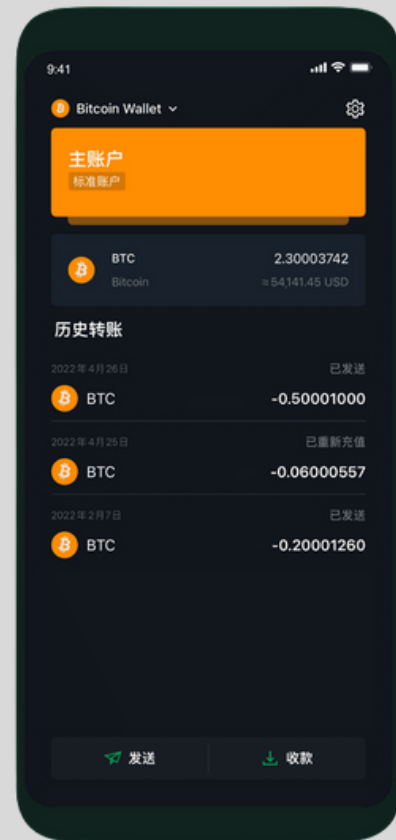 9:41
Bitcoin Wallet
主账户
标准账户
BTC 2.30003742
Bitcoin ≈ 54,141.45 USD
历史转账
2022年4月26日 已发送
BTC -0.50001000
2022年4月25日 已重新充值
BTC -0.06000557
2022年2月7日 已发送
BTC -0.20001260
发送 收款